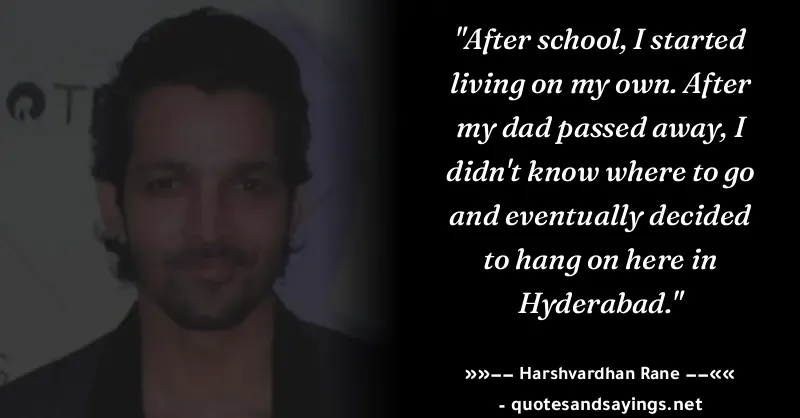 OT
"After school, I started
living on my own. After
my dad passed away, I
didn't know where to go
and eventually decided
to hang on here in
Hyderabad."
»»−− Harshvardhan Rane −−««
- quotesandsayings.net